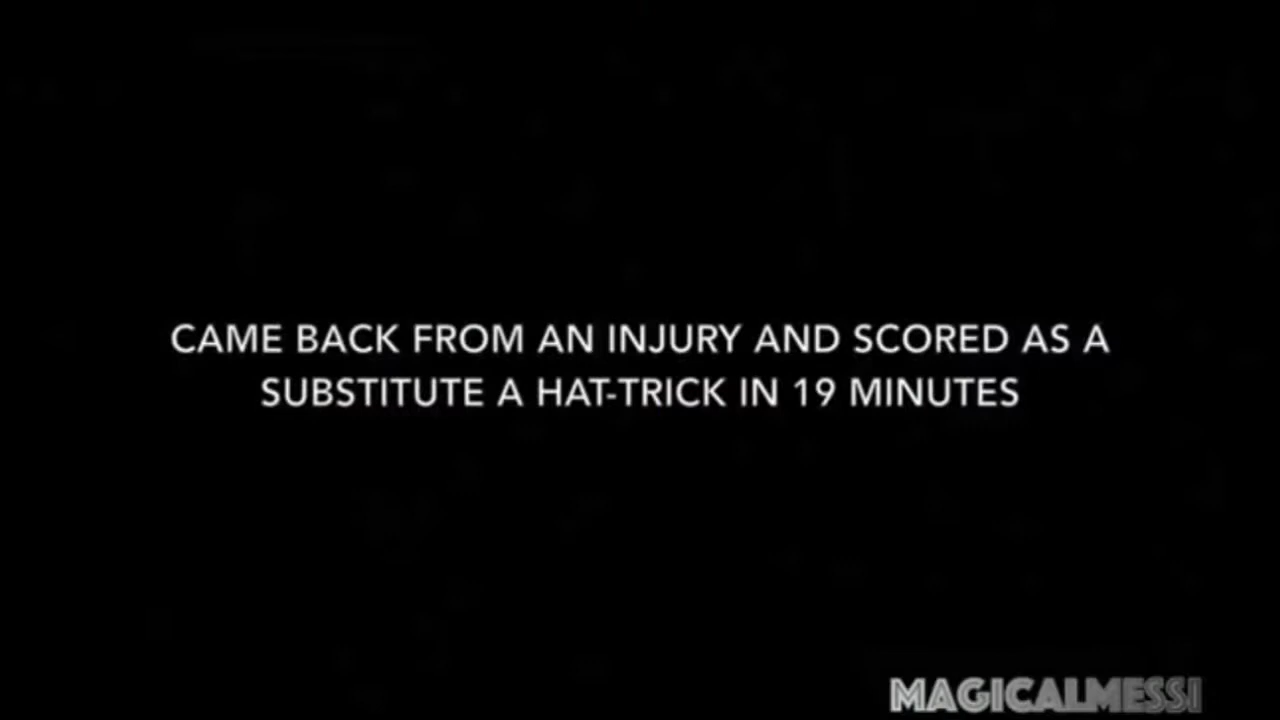 CAME BACK FROM AN INJURY AND SCORED AS A
SUBSTITUTE A HAT-TRICK IN 19 MINUTES
MAGICALMESSI